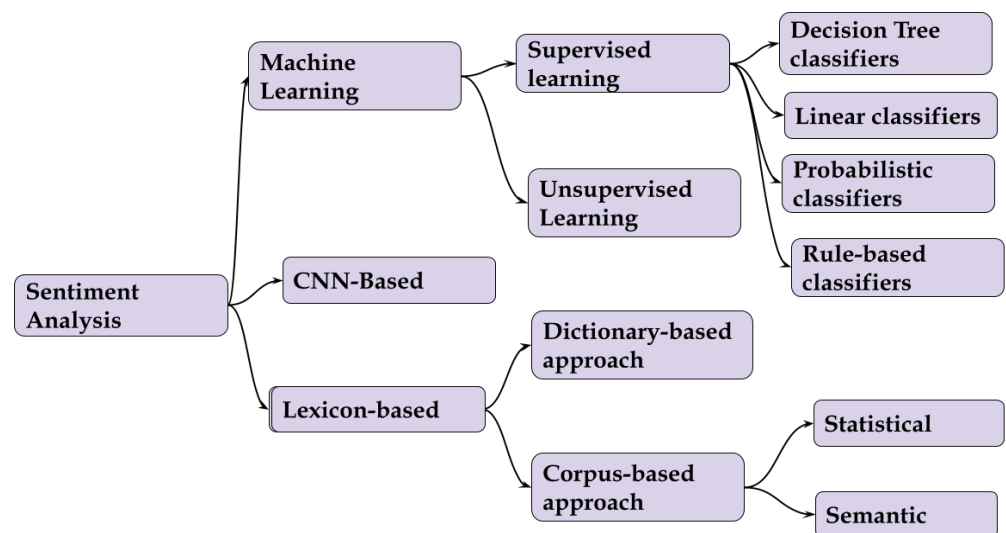 Sentiment
Analysis
Machine
Learning
CNN-Based
Lexicon-based
Supervised
learning
Unsupervised
Learning
Dictionary-based
approach
Corpus-based
approach
Decision Tree
classifiers
Linear classifiers
Probabilistic
classifiers
Rule-based
classifiers
Statistical
Semantic